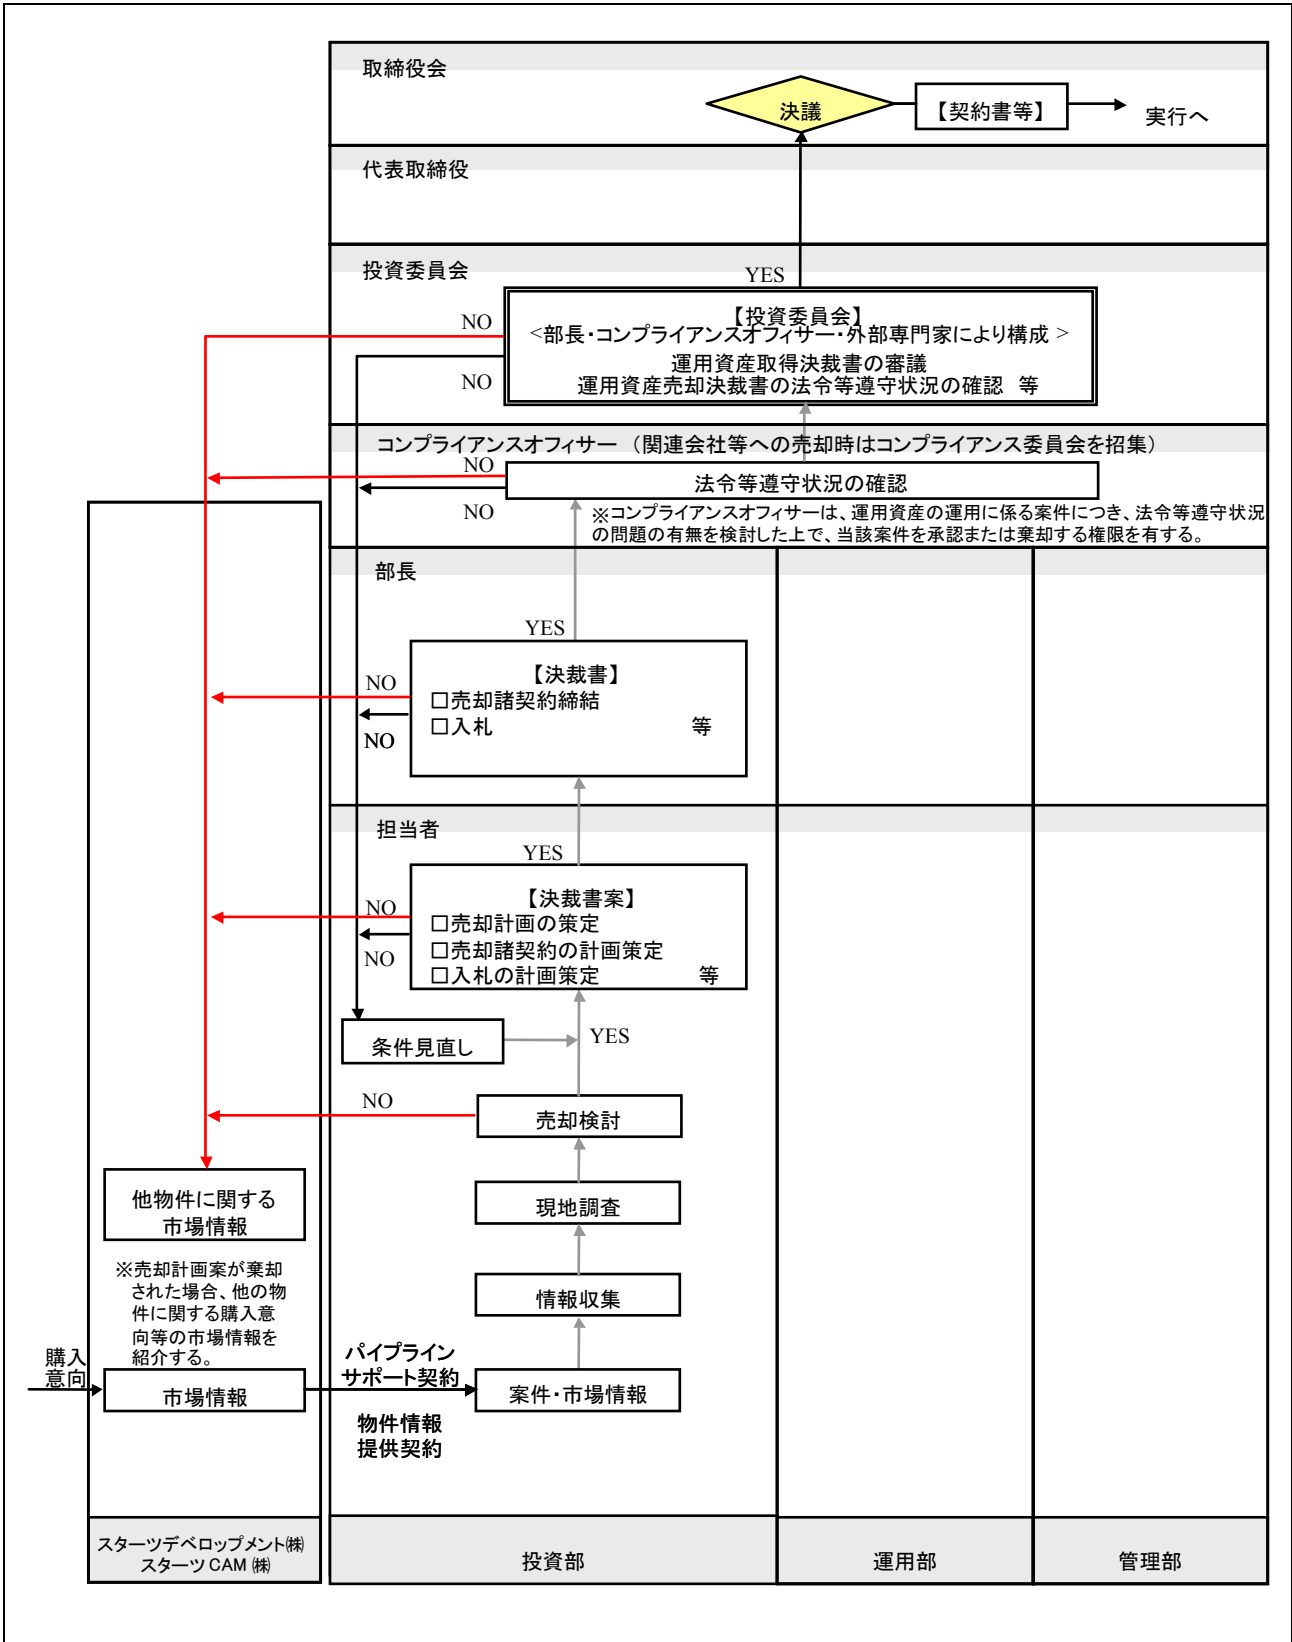 取締役会
決議
【契約書等】
実行へ
代表取締役
投資委員会
YES
NO
【投資委員会】
<部長・コンプライアンスオフィサー・外部専門家により構成 >
運用資産取得決裁書の審議
NO
運用資産売却決裁書の法令等遵守状況の確認 等
コンプライアンスオフィサー （関連会社等への売却時はコンプライアンス委員会を招集）
NO
法令等遵守状況の確認
NO
※コンプライアンスオフィサーは、運用資産の運用に係る案件につき、法令等遵守状況
の問題の有無を検討した上で、当該案件を承認または棄却する権限を有する。
部長
YES
【決裁書】
NO
□売却諸契約締結
□入札 等
NO
担当者
YES
【決裁書案】
NO
□売却計画の策定
□売却諸契約の計画策定
NO
□入札の計画策定 等
条件見直し
YES
NO
売却検討
他物件に関する
市場情報
現地調査
※売却計画案が棄却
された場合、他の物
件に関する購入意
向等の市場情報を
紹介する。
情報収集
購入
意向
市場情報
パイプライン
サポート契約
案件・市場情報
物件情報
提供契約
スターツデベロップメント㈱
スターツ CAM ㈱
投資部
運用部
管理部